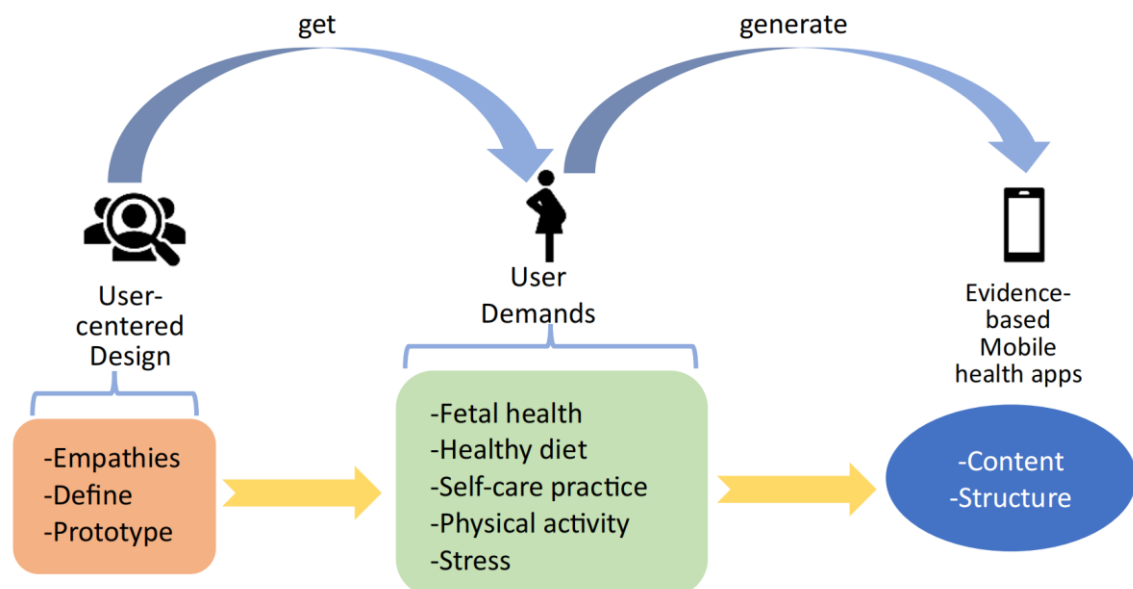 get
generate
User-
centered
Design
User
Demands
Evidence-
based
Mobile
health apps
-Empathies
-Define
-Prototype
-Fetal health
-Healthy diet
-Self-care practice
-Physical activity
-Stress
-Content
-Structure